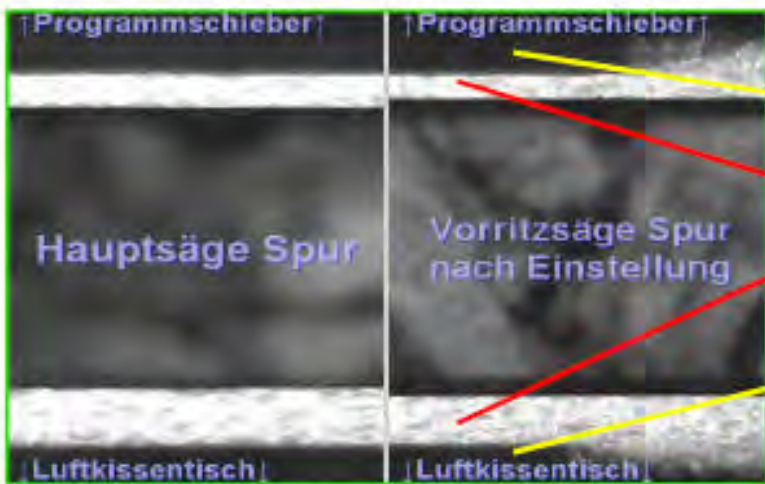 ↑Programmschieber↑
↑Programmschieber↑
Hauptsäge Spur
Vorritzsäge Spur
nach Einstellung
↓Luftkissentisch↓
↓Luftkissentisch↓